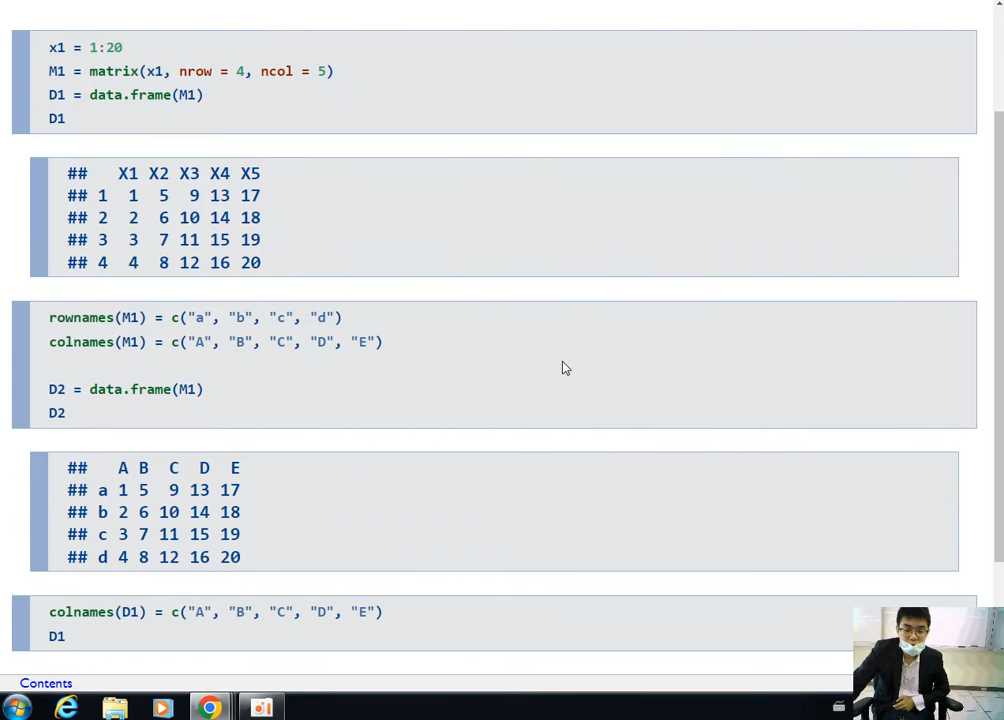 x1 = 1:20
M1 = matrix(x1, nrow = 4, ncol = 5)
D1 = data.frame(M1)
D1
##   X1 X2 X3 X4 X5
## 1  1  5  9 13 17
## 2  2  6 10 14 18
## 3  3  7 11 15 19
## 4  4  8 12 16 20
rownames(M1) = c("a", "b", "c", "d")
colnames(M1) = c("A", "B", "C", "D", "E")
D2 = data.frame(M1)
D2
##   A B  C  D  E
## a 1 5  9 13 17
## b 2 6 10 14 18
## c 3 7 11 15 19
## d 4 8 12 16 20
colnames(D1) = c("A", "B", "C", "D", "E")
D1
Contents